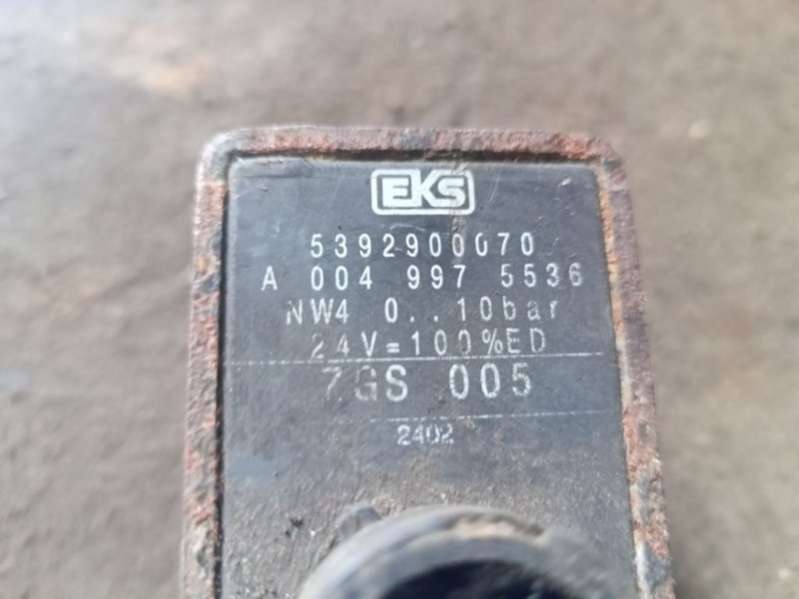 EKS
5392900070
A 004 997 5536
NW4 0..10bar
24V=100%ED
7GS 005
2402